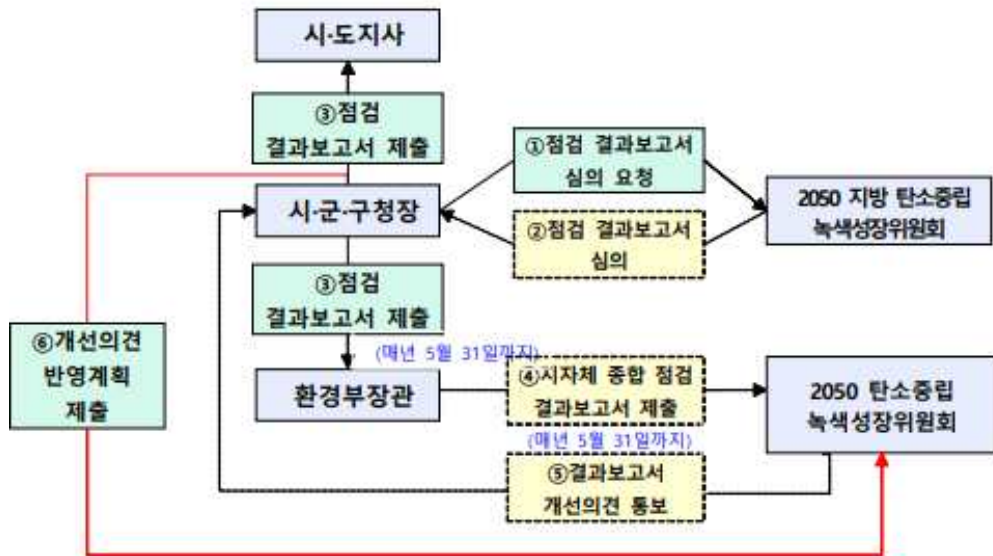 시·도지사
③점검
결과보고서 제출
①점검 결과보고서
심의 요청
시·군·구청장
2050 지방 탄소중립
녹색성장위원회
②점검 결과보고서
심의
③점검
결과보고서 제출
⑥개선의견
반영계획
제출
(매년 5월 31일까지)
환경부장관
④시자체 종합 점검
결과보고서 제출
2050 탄소중립
녹색성장위원회
(매년 5월 31일까지)
⑤결과보고서
개선의견 통보